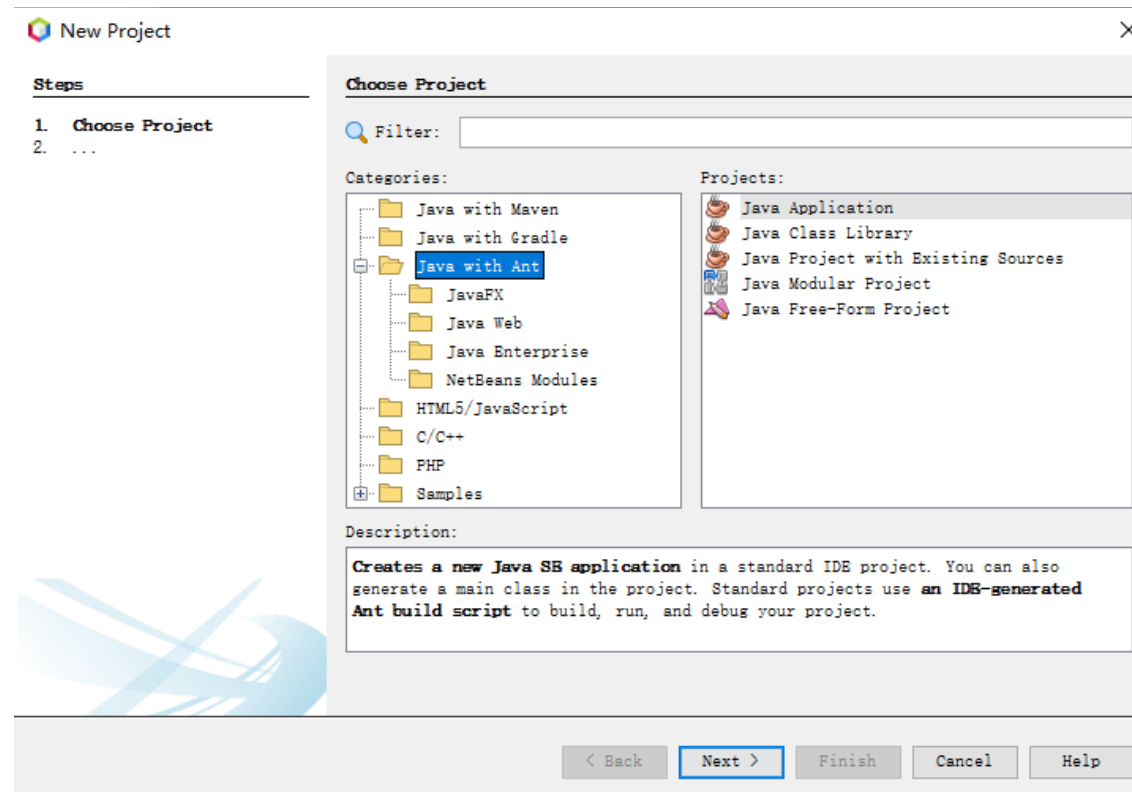 New Project
Steps
1. Choose Project
2. ...
Choose Project
Filter:
Categories:
Java with Maven
Java with Gradle
Java with Ant
JavaFX
Java Web
Java Enterprise
NetBeans Modules
HTML5/JavaScript
C/C++
PHP
Samples
Projects:
Java Application
Java Class Library
Java Project with Existing Sources
Java Modular Project
Java Free-Form Project
Description:
Creates a new Java SE application in a standard IDE project. You can also
generate a main class in the project. Standard projects use an IDE-generated
Ant build script to build, run, and debug your project.
< Back
Next >
Finish
Cancel
Help